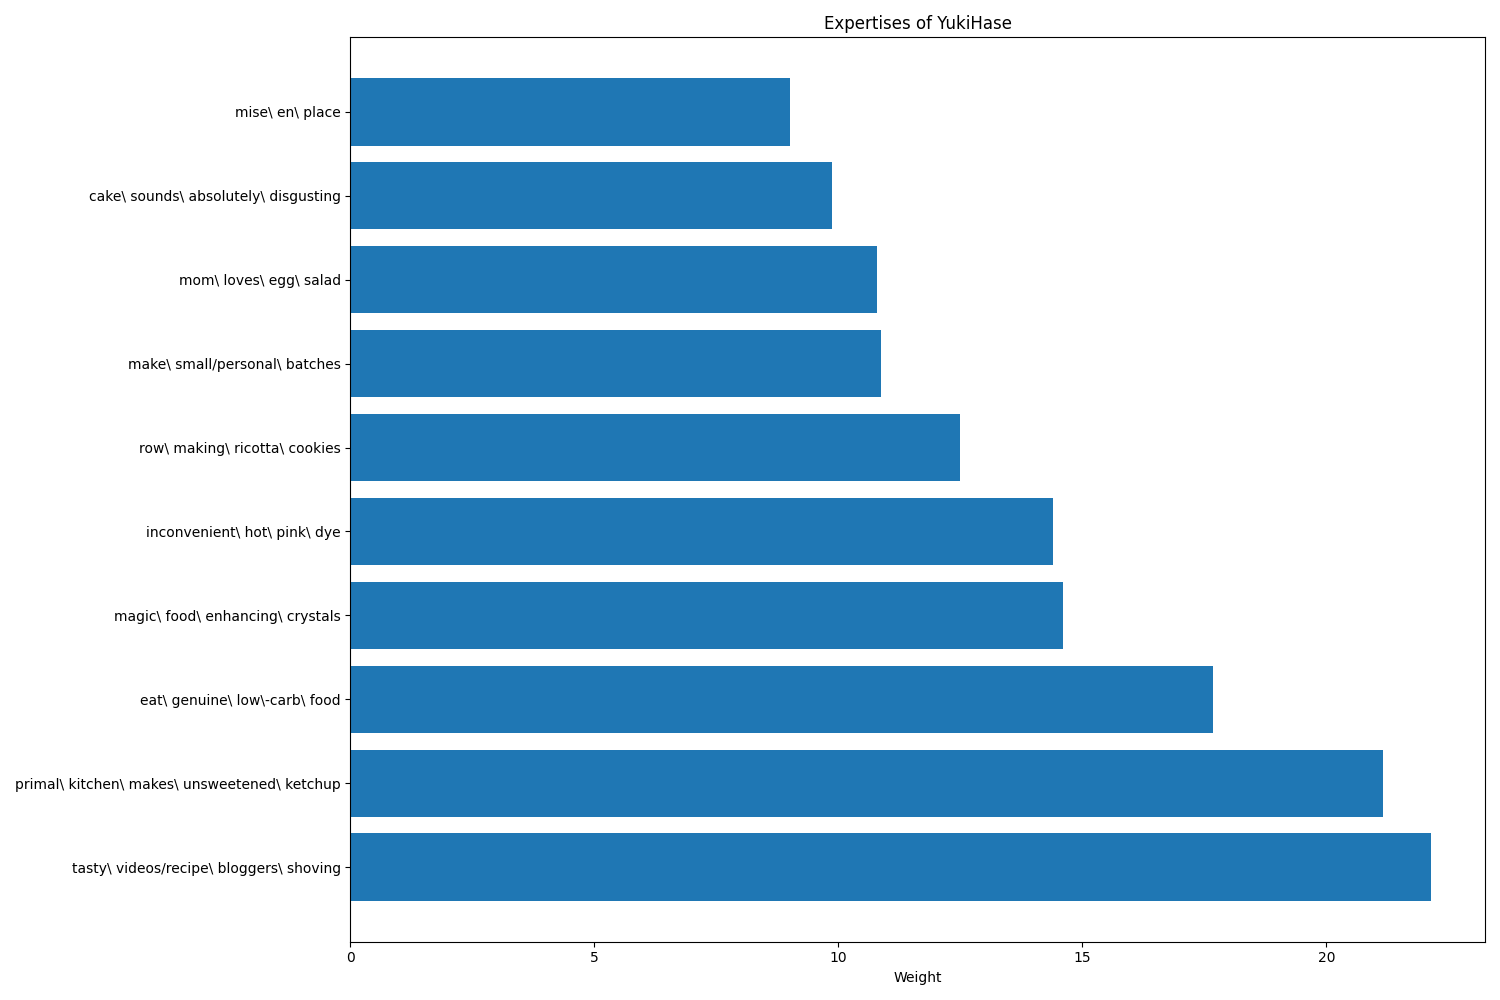 Expertises of YukiHase
mise\ en\ place
cake\ sounds\ absolutely\ disgusting
mom\ loves\ egg\ salad
make\ small/personal\ batches
row\ making\ ricotta\ cookies
inconvenient\ hot\ pink\ dye
magic\ food\ enhancing\ crystals
eat\ genuine\ low\-carb\ food
primal\ kitchen\ makes\ unsweetened\ ketchup
tasty\ videos/recipe\ bloggers\ shoving
0 5 10 15 20
Weight